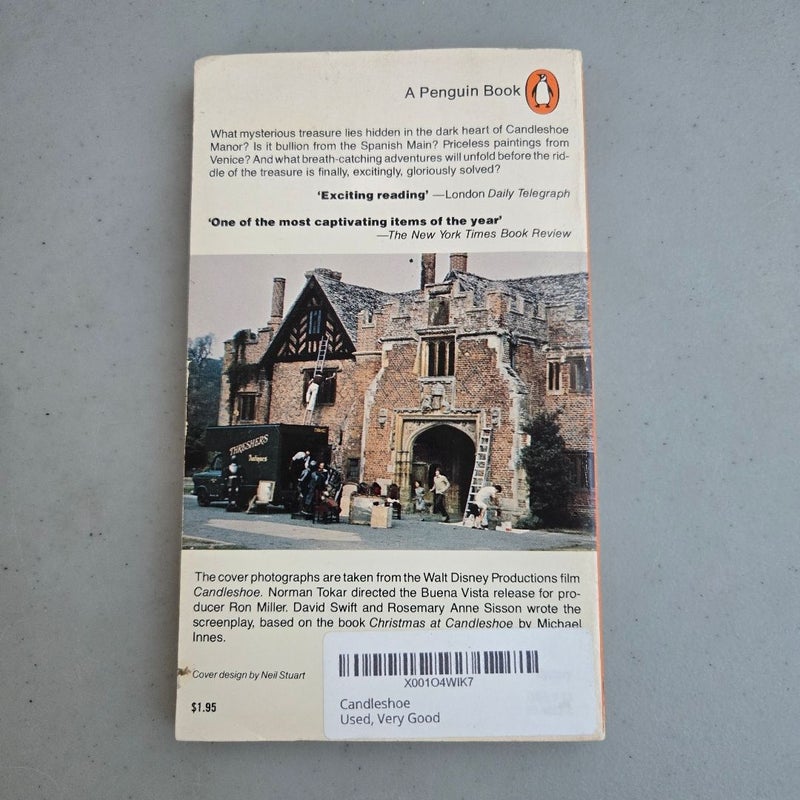 A Penguin Book
What mysterious treasure lies hidden in the dark heart of Candleshoe
Manor? Is it bullion from the Spanish Main? Priceless paintings from
Venice? And what breath-catching adventures will unfold before the rid-
dle of the treasure is finally, excitingly, gloriously solved?
'Exciting reading' —London Daily Telegraph
'One of the most captivating items of the year'
—The New York Times Book Review
THRESHERS
Antiques
The cover photographs are taken from the Walt Disney Productions film
Candleshoe. Norman Tokar directed the Buena Vista release for pro-
ducer Ron Miller. David Swift and Rosemary Anne Sisson wrote the
screenplay, based on the book Christmas at Candleshoe by Michael
Innes.
Cover design by Neil Stuart
$1.95
X001O4WIK7
Candleshoe
Used, Very Good